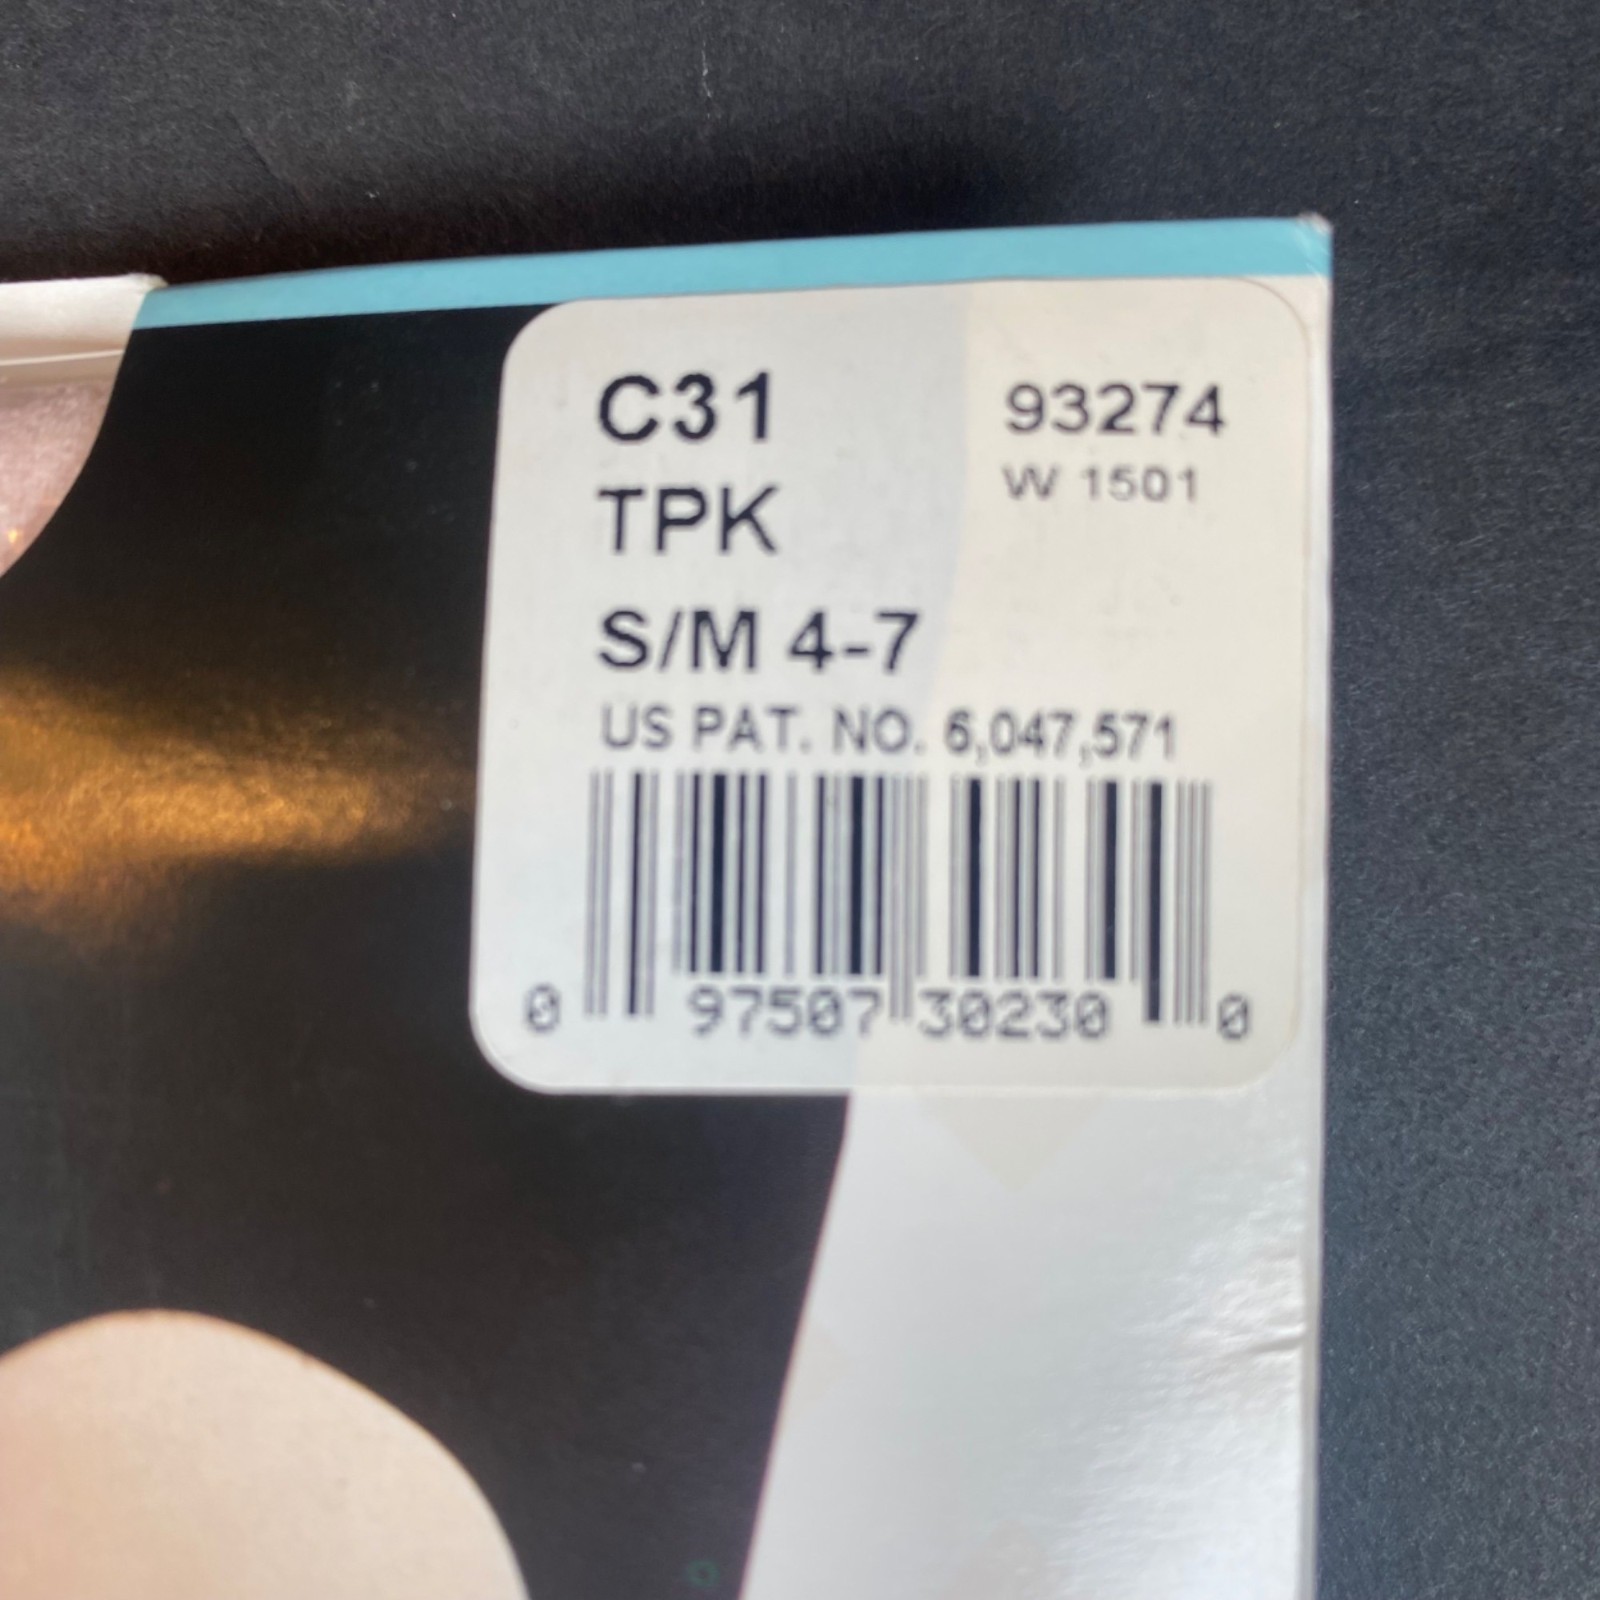 C31 93274
TPK W 1501
S/M 4-7
US PAT. NO. 6,047,571
0 97507 30230 0